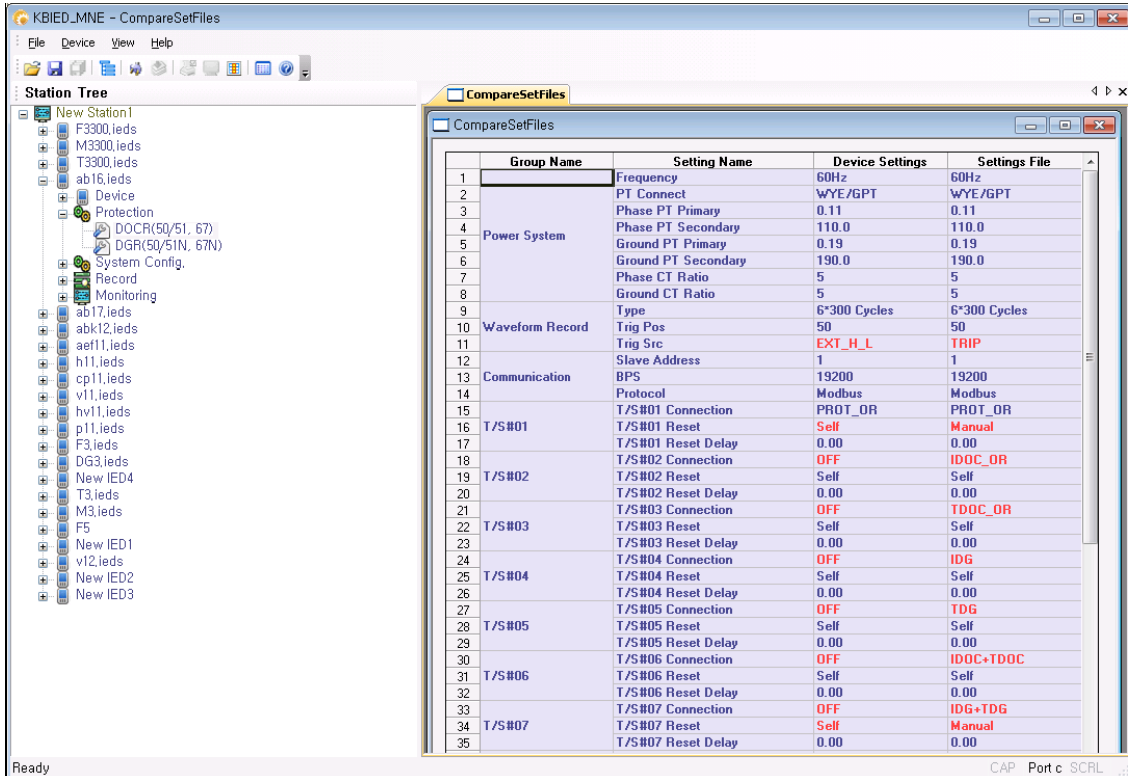 KBIED_MNE - CompareSetFiles
File Device View Help
Station Tree
New Station1
F3300.ieds
M3300.ieds
T3300.ieds
ab16.ieds
Device
Protection
DOCR(50/51, 67)
DGR(50/51N, 67N)
System Config.
Record
Monitoring
ab17.ieds
abk12.ieds
aef11.ieds
h11.ieds
cp11.ieds
v11.ieds
hv11.ieds
p11.ieds
F3.ieds
DG3.ieds
New IED4
T3.ieds
M3.ieds
F5
New IED1
v12.ieds
New IED2
New IED3
CompareSetFiles
CompareSetFiles
Group Name Setting Name Device Settings Settings File
1 Frequency 60Hz 60Hz
2 PT Connect WYE/GPT WYE/GPT
3 Phase PT Primary 0.11 0.11
4 Phase PT Secondary 110.0 110.0
Power System
5 Ground PT Primary 0.19 0.19
6 Ground PT Secondary 190.0 190.0
7 Phase CT Ratio 5 5
8 Ground CT Ratio 5 5
9 Type 6*300 Cycles 6*300 Cycles
10 Waveform Record Trig Pos 50 50
11 Trig Src EXT_H_L TRIP
12 Slave Address 1 1
13 Communication BPS 19200 19200
14 Protocol Modbus Modbus
15 T/S#01 Connection PROT_OR PROT_OR
16 T/S#01 T/S#01 Reset Self Manual
17 T/S#01 Reset Delay 0.00 0.00
18 T/S#02 Connection OFF IDOC_OR
19 T/S#02 T/S#02 Reset Self Self
20 T/S#02 Reset Delay 0.00 0.00
21 T/S#03 Connection OFF TDOC_OR
22 T/S#03 T/S#03 Reset Self Self
23 T/S#03 Reset Delay 0.00 0.00
24 T/S#04 Connection OFF IDG
25 T/S#04 T/S#04 Reset Self Self
26 T/S#04 Reset Delay 0.00 0.00
27 T/S#05 Connection OFF TDG
28 T/S#05 T/S#05 Reset Self Self
29 T/S#05 Reset Delay 0.00 0.00
30 T/S#06 Connection OFF IDOC+TDOC
31 T/S#06 T/S#06 Reset Self Self
32 T/S#06 Reset Delay 0.00 0.00
33 T/S#07 Connection OFF IDG+TDG
34 T/S#07 T/S#07 Reset Self Manual
35 T/S#07 Reset Delay 0.00 0.00
Ready CAP Port c SCRL